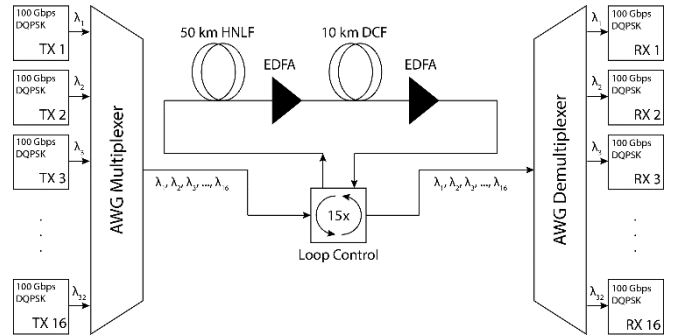 100 Gbps
DQPSK
TX 1
λ1
100 Gbps
DQPSK
TX 2
λ2
100 Gbps
DQPSK
TX 3
λ3
.
.
.
100 Gbps
DQPSK
TX 16
λ32
AWG Multiplexer
λ1, λ2, λ3, ..., λ16
50 km HNLF
EDFA
10 km DCF
EDFA
15x
Loop Control
λ1, λ2, λ3, ..., λ16
AWG Demultiplexer
λ1
100 Gbps
DQPSK
RX 1
λ2
100 Gbps
DQPSK
RX 2
λ3
100 Gbps
DQPSK
RX 3
.
.
.
λ32
100 Gbps
DQPSK
RX 16